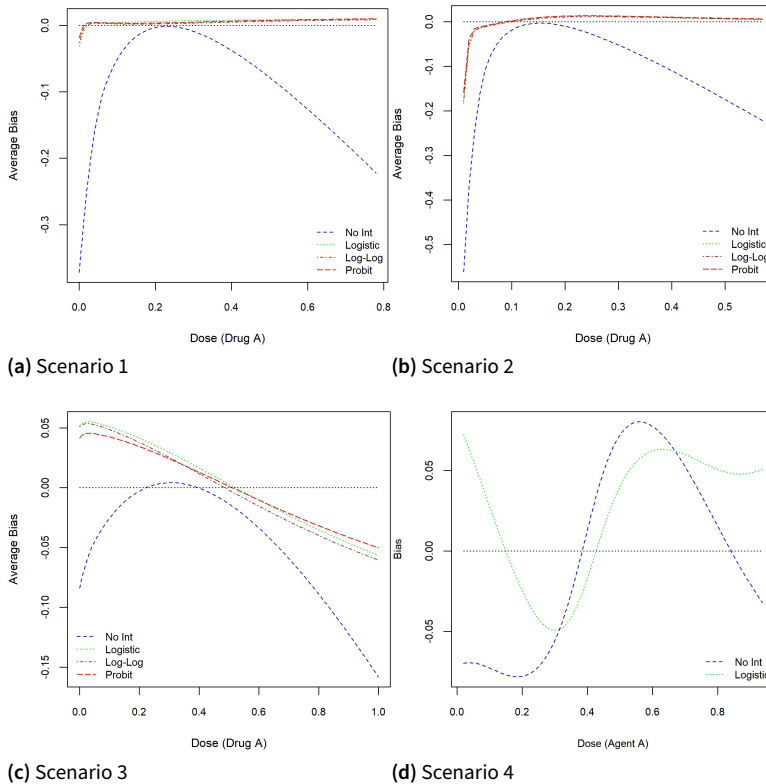 0.0
-0.1
-0.2
-0.3
Average Bias
No Int
Logistic
Log-Log
Probit
0.0 0.2 0.4 0.6 0.8
Dose (Drug A)
(a) Scenario 1
0.0
-0.1
-0.2
-0.3
-0.4
-0.5
Average Bias
No Int
Logistic
Log-Log
Probit
0.0 0.1 0.2 0.3 0.4 0.5
Dose (Drug A)
(b) Scenario 2
0.05
0.00
-0.05
-0.10
-0.15
Average Bias
No Int
Logistic
Log-Log
Probit
0.0 0.2 0.4 0.6 0.8 1.0
Dose (Drug A)
(c) Scenario 3
0.05
0.00
-0.05
Bias
No Int
Logistic
0.0 0.2 0.4 0.6 0.8
Dose (Agent A)
(d) Scenario 4